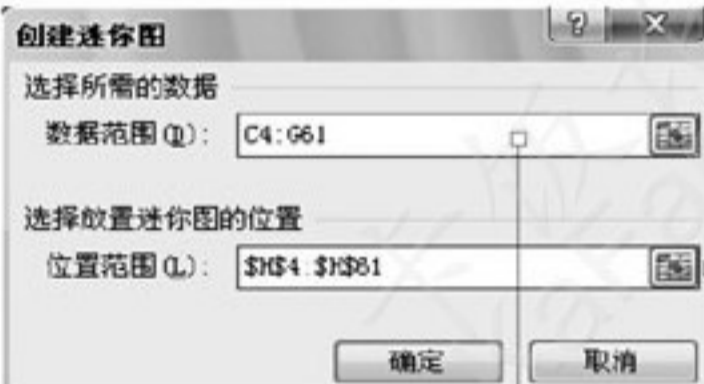 创建迷你图
选择所需的数据
数据范围(D): C4:G61
选择放置迷你图的位置
位置范围(L): $H$4:$H$61
确定 取消